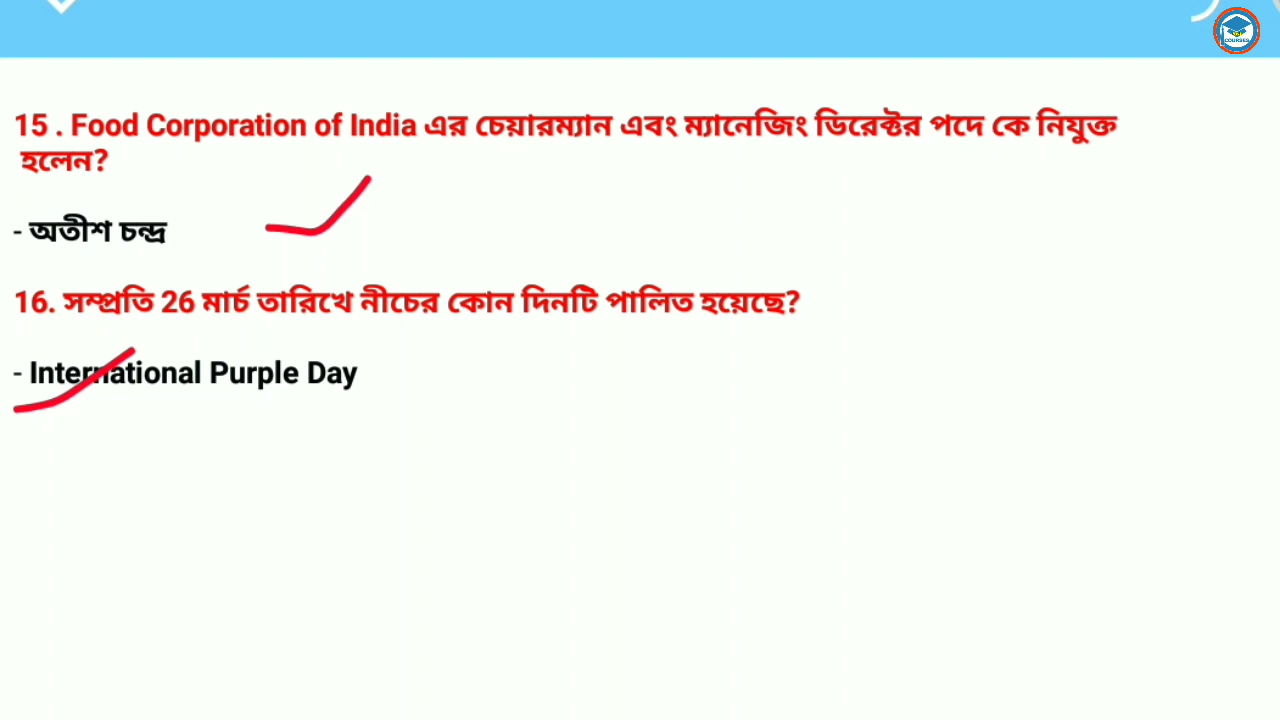 COURSES
15 . Food Corporation of India এর চেয়ারম্যান এবং ম্যানেজিং ডিরেক্টর পদে কে নিযুক্ত
হলেন?
- অতীশ চন্দ্র
16. সম্প্রতি 26 মার্চ তারিখে নীচের কোন দিনটি পালিত হয়েছে?
- International Purple Day